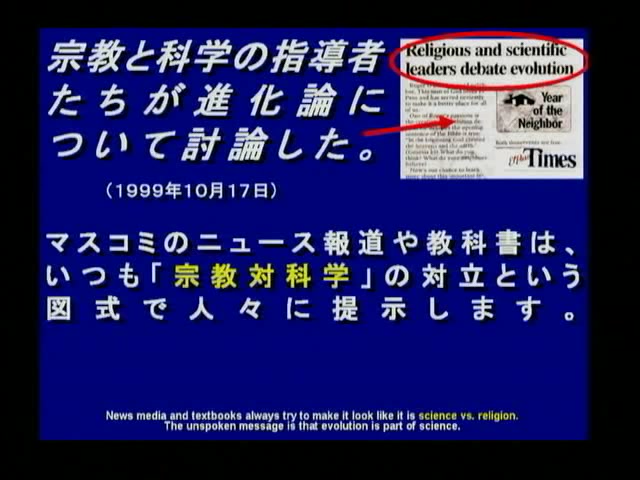 宗教と科学の指導者
たちが進化論に
ついて討論した。
（1999年10月17日）
Religious and scientific
leaders debate evolution
Year
of the
Neighbor
El Paso Times
マスコミのニュース報道や教科書は、
いつも「宗教対科学」の対立という
図式で人々に提示します。
News media and textbooks always try to make it look like it is science vs. religion.
The unspoken message is that evolution is part of science.